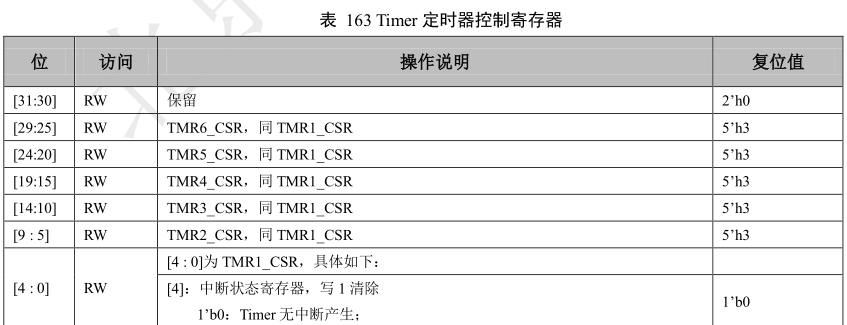 表 163 Timer 定时器控制寄存器
位 访问 操作说明 复位值
[31:30] RW 保留 2’h0
[29:25] RW TMR6_CSR，同 TMR1_CSR 5’h3
[24:20] RW TMR5_CSR，同 TMR1_CSR 5’h3
[19:15] RW TMR4_CSR，同 TMR1_CSR 5’h3
[14:10] RW TMR3_CSR，同 TMR1_CSR 5’h3
[9 : 5] RW TMR2_CSR，同 TMR1_CSR 5’h3
[4 : 0] RW [4 : 0]为 TMR1_CSR，具体如下：
[4]：中断状态寄存器，写 1 清除 1’b0
1’b0：Timer 无中断产生；